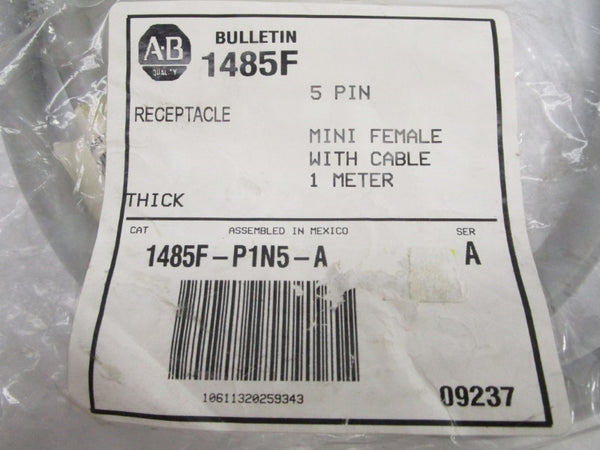 A-B
QUALITY
BULLETIN
1485F
5 PIN
RECEPTACLE
MINI FEMALE
WITH CABLE
1 METER
THICK
CAT ASSEMBLED IN MEXICO SER
1485F-P1N5-A A
10611320259343
09237